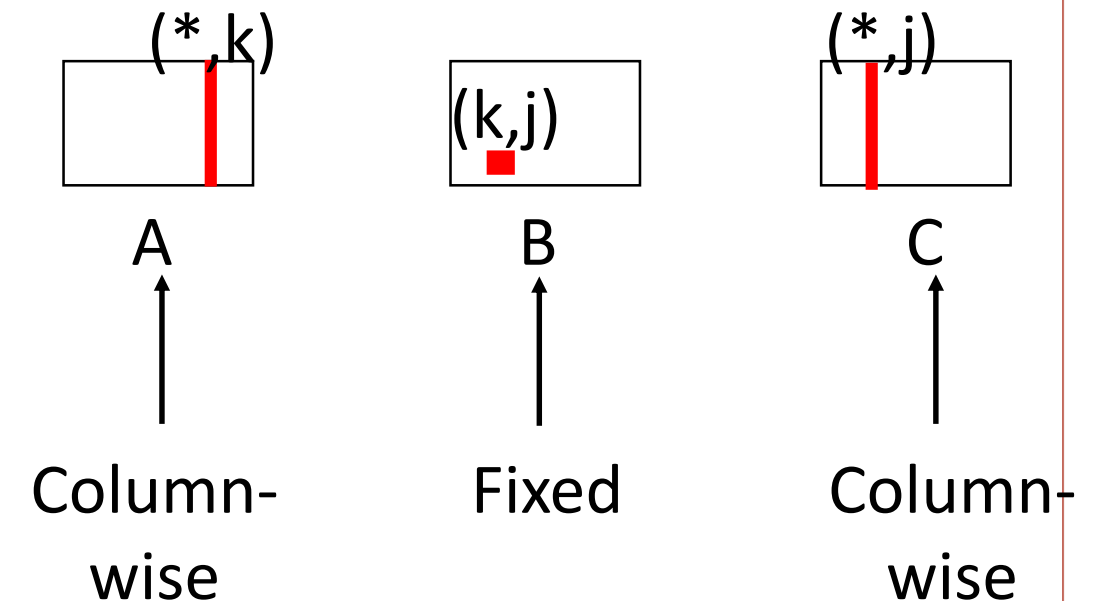 (*,k)
(*,j)
(k,j)
A
B
C
Column-
wise
Fixed
Column-
wise